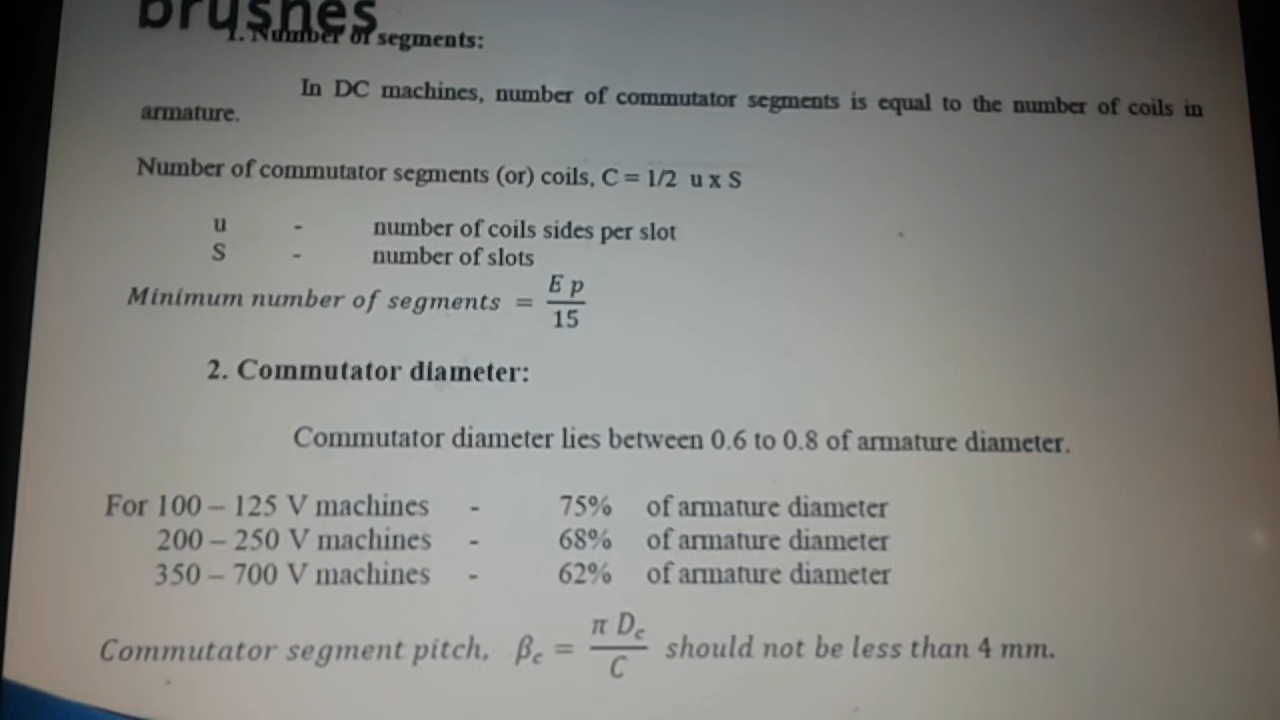 brushes
1. Number of segments:
In DC machines, number of commutator segments is equal to the number of coils in
armature.
Number of commutator segments (or) coils, C = 1/2 u x S
u - number of coils sides per slot
S - number of slots
Minimum number of segments = E p / 15
2. Commutator diameter:
Commutator diameter lies between 0.6 to 0.8 of armature diameter.
For 100 – 125 V machines - 75% of armature diameter
200 – 250 V machines - 68% of armature diameter
350 – 700 V machines - 62% of armature diameter
Commutator segment pitch, βc = π Dc / C should not be less than 4 mm.